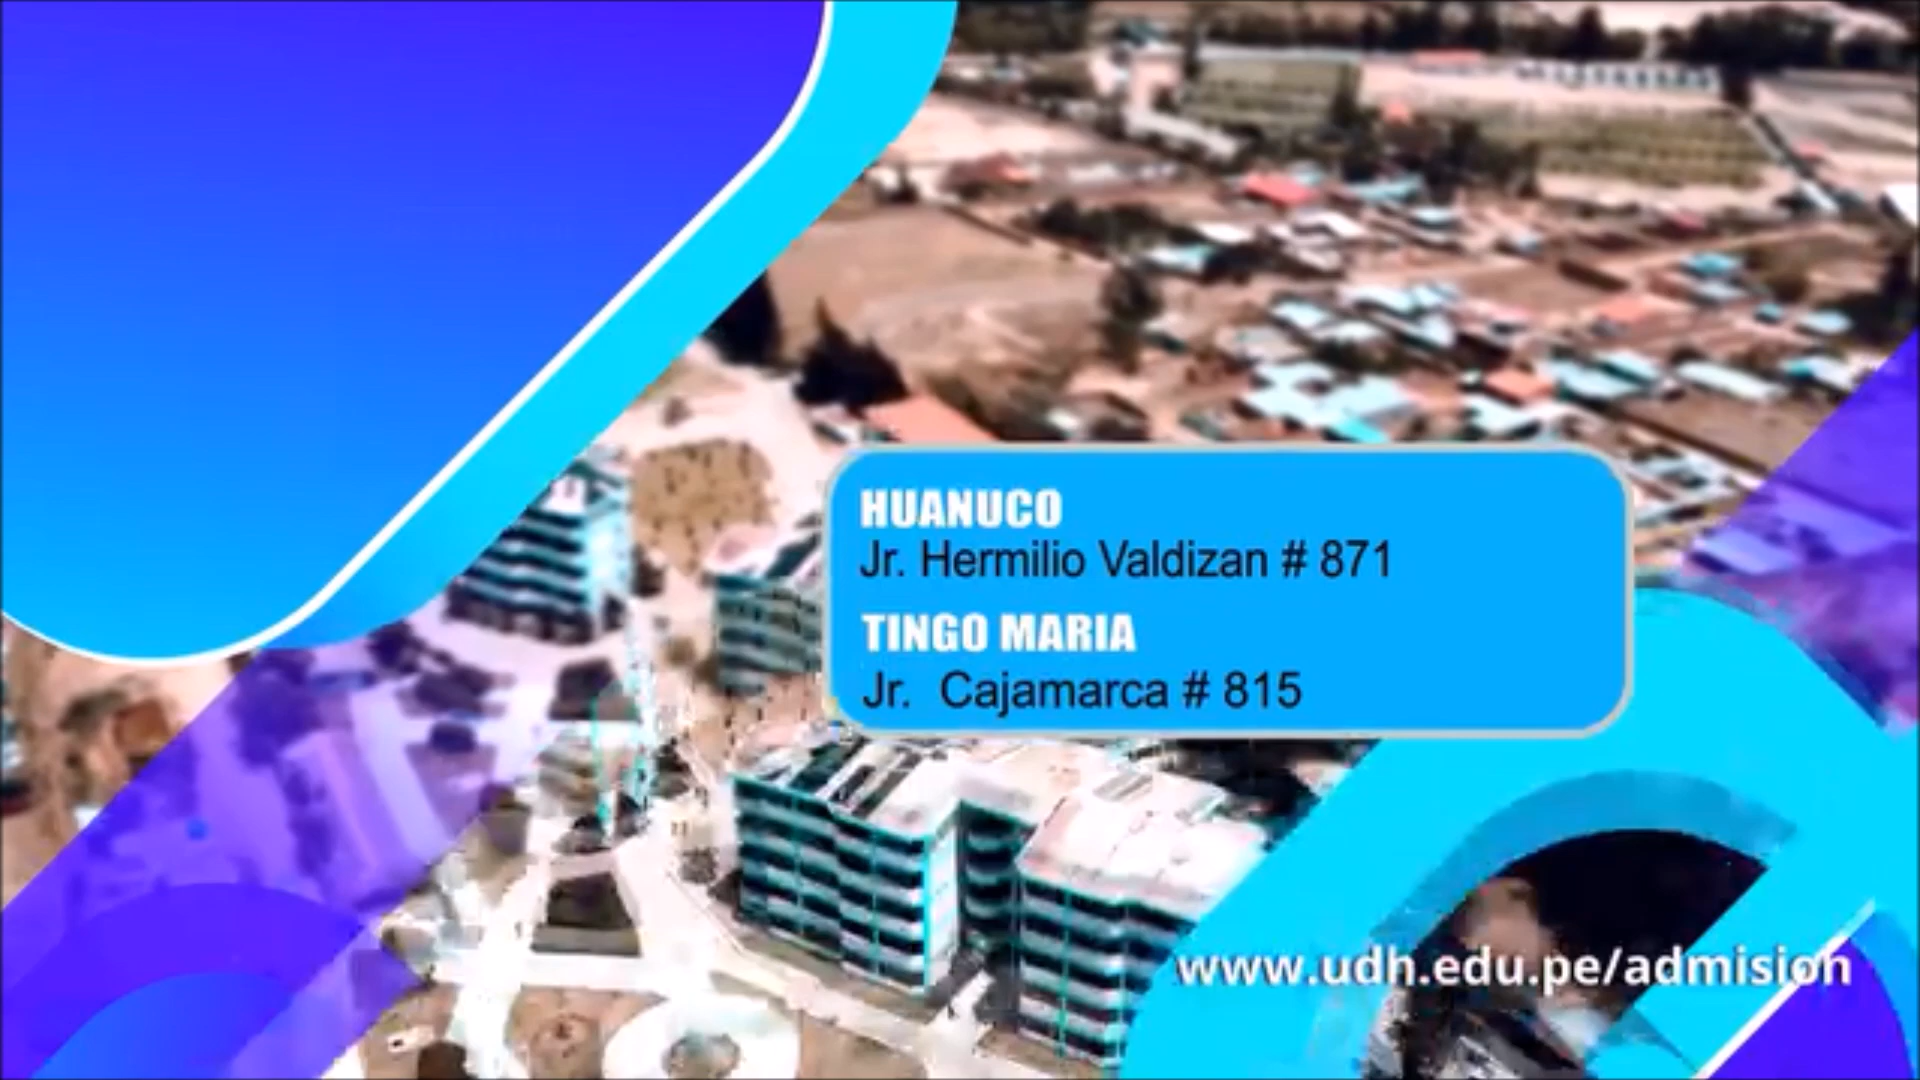 HUANUCO
Jr. Hermilio Valdizan # 871
TINGO MARIA
Jr. Cajamarca # 815
www.udh.edu.pe/admision